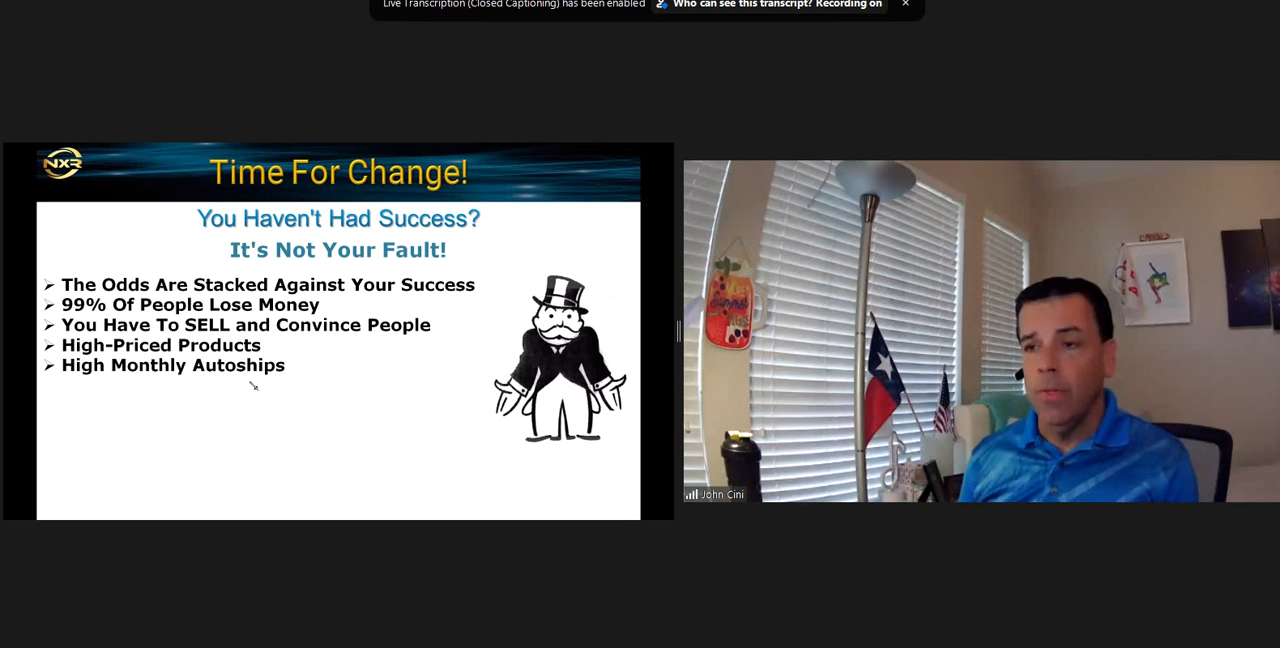 Live Transcription (Closed Captioning) has been enabled
Who can see this transcript? Recording on
NXR
Time For Change!
You Haven't Had Success?
It's Not Your Fault!
The Odds Are Stacked Against Your Success
99% Of People Lose Money
You Have To SELL and Convince People
High-Priced Products
High Monthly Autoships
John Cini